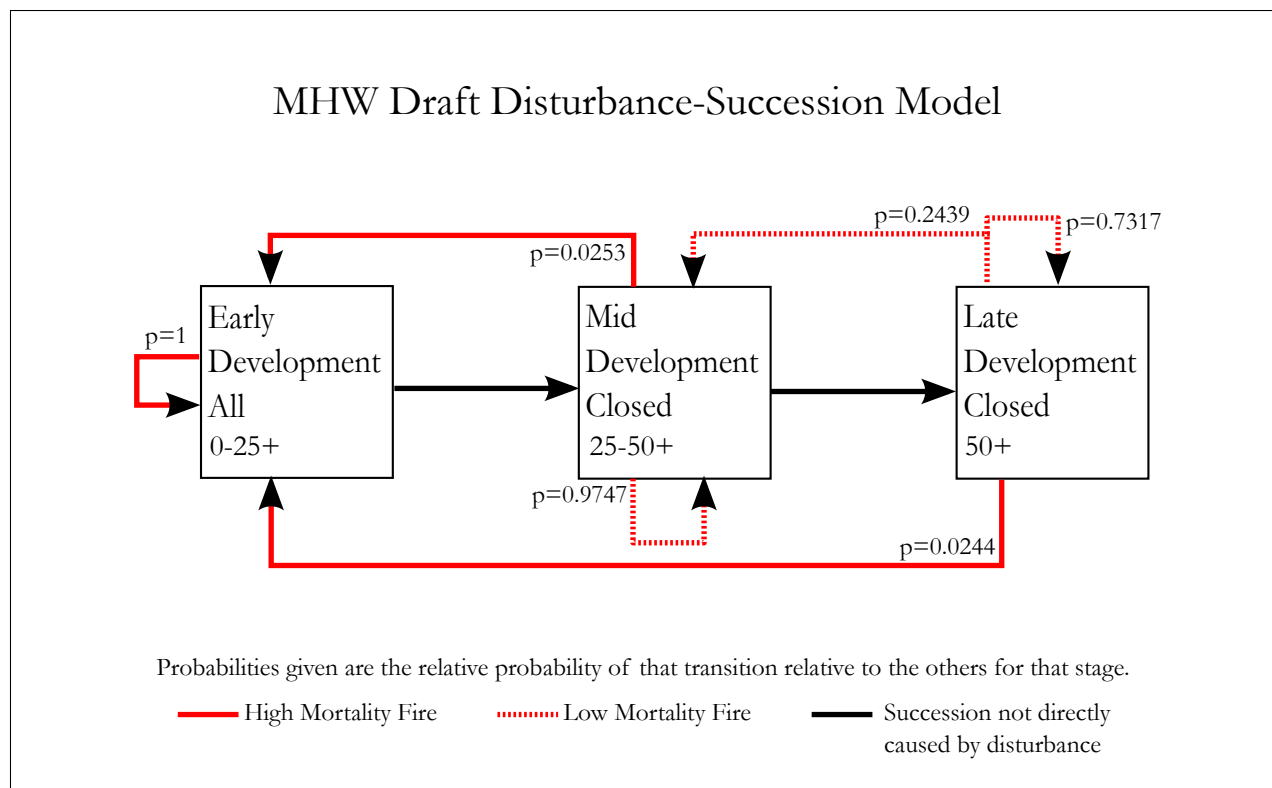 MHW Draft Disturbance-Succession Model
p=0.2439
p=0.7317
p=0.0253
p=1
Early
Development
All
0-25+
Mid
Development
Closed
25-50+
Late
Development
Closed
50+
p=0.9747
p=0.0244
Probabilities given are the relative probability of that transition relative to the others for that stage.
High Mortality Fire
Low Mortality Fire
Succession not directly
caused by disturbance